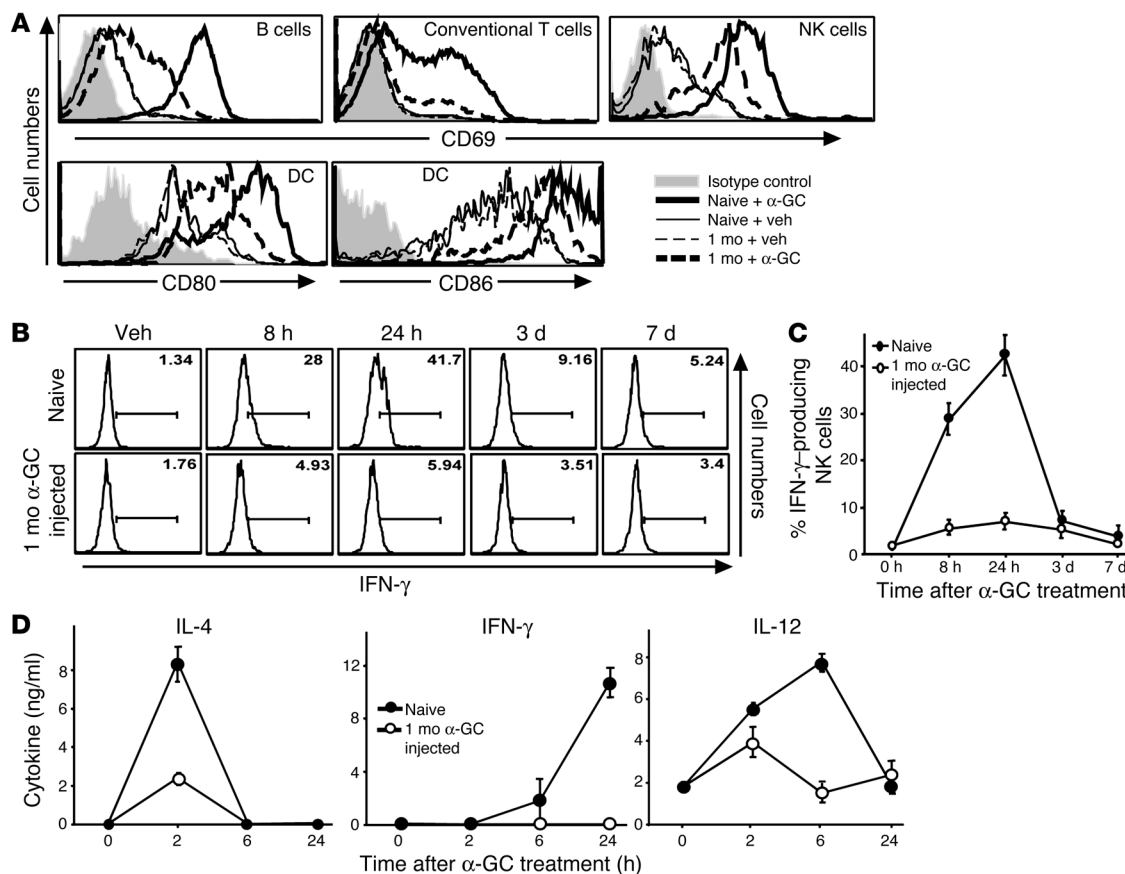 A
B cells
Conventional T cells
NK cells
Cell numbers
CD69
DC
DC
CD80
CD86
Isotype control
Naive + α-GC
Naive + veh
1 mo + veh
1 mo + α-GC
B
Veh
8 h
24 h
3 d
7 d
Naive
1.34
28
41.7
9.16
5.24
1 mo α-GC
injected
1.76
4.93
5.94
3.51
3.4
Cell numbers
IFN-γ
C
Naive
1 mo α-GC
injected
% IFN-γ–producing
NK cells
40
30
20
10
0
0 h
8 h
24 h
3 d
7 d
Time after α-GC treatment
D
IL-4
IFN-γ
IL-12
Cytokine (ng/ml)
8
6
4
2
0
0
2
6
24
12
8
4
0
Naive
1 mo α-GC
injected
0
2
6
24
8
6
4
2
0
0
2
6
24
Time after α-GC treatment (h)